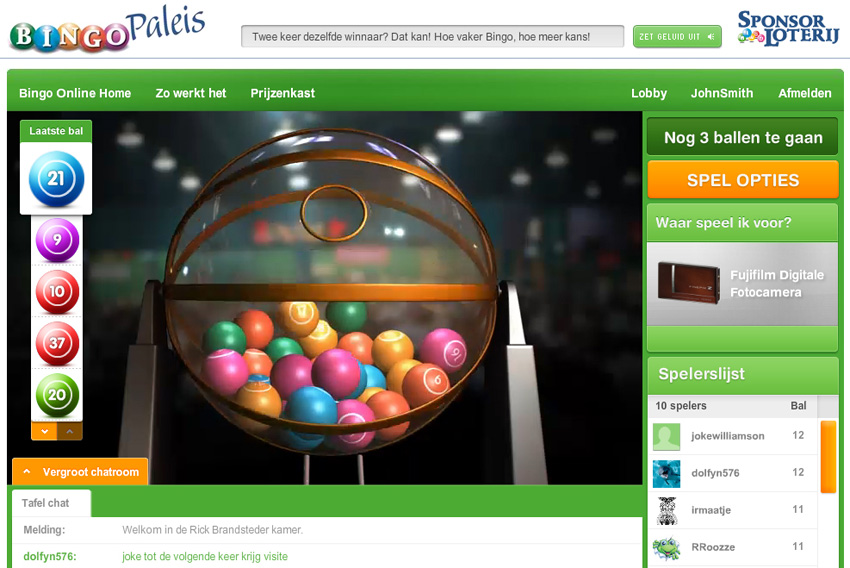 BINGO Paleis
Twee keer dezelfde winnaar? Dat kan! Hoe vaker Bingo, hoe meer kans!
ZET GELUID UIT
SPONSOR
LOTERIJ
Bingo Online Home
Zo werkt het
Prijzenkast
Lobby
JohnSmith
Afmelden
Laatste bal
21
9
10
37
20
Nog 3 ballen te gaan
SPEL OPTIES
Waar speel ik voor?
Fujifilm Digitale
Fotocamera
Spelerslijst
10 spelers Bal
jokewilliamson 12
dolfyn576 12
irmaatje 11
RRoozze 11
Vergroot chatroom
Tafel chat
Melding: Welkom in de Rick Brandsteder kamer.
dolfyn576: joke tot de volgende keer krijg visite